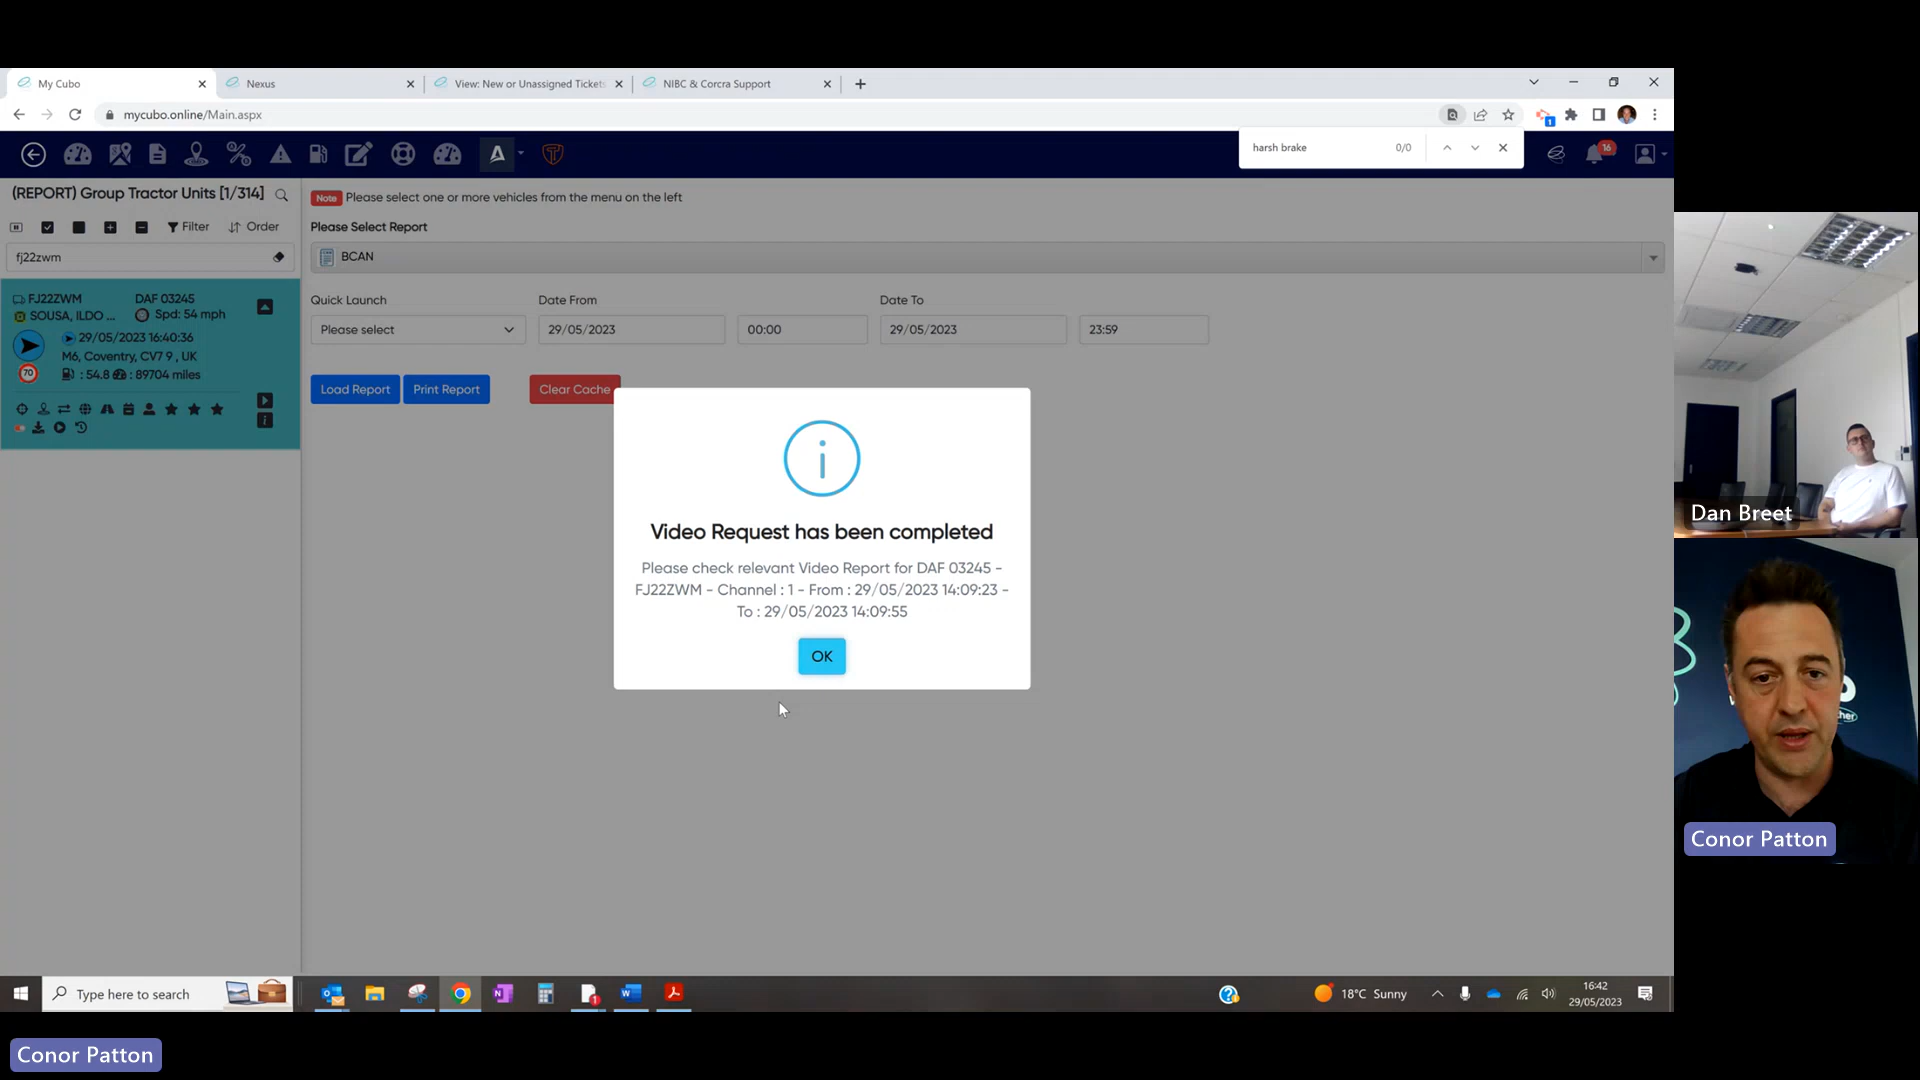 My Cubo
Nexus
View: New or Unassigned Tickets
NIBC & Corcra Support
mycubo.online/Main.aspx
1
harsh brake 0/0
16
(REPORT) Group Tractor Units [1/314]
Filter
Order
fj22zwm
FJ22ZWM DAF 03245
SOUSA, ILDO ... Spd: 54 mph
29/05/2023 16:40:36
M6, Coventry, CV7 9 , UK
70
: 54.8 : 89704 miles
Note Please select one or more vehicles from the menu on the left
Please Select Report
BCAN
Quick Launch
Date From
Date To
Please select
29/05/2023
00:00
29/05/2023
23:59
Load Report
Print Report
Clear Cache
Video Request has been completed
Please check relevant Video Report for DAF 03245 -
FJ22ZWM - Channel : 1 - From : 29/05/2023 14:09:23 -
To : 29/05/2023 14:09:55
OK
Dan Breet
ther
Conor Patton
Type here to search
18°C Sunny
16:42
29/05/2023
Conor Patton